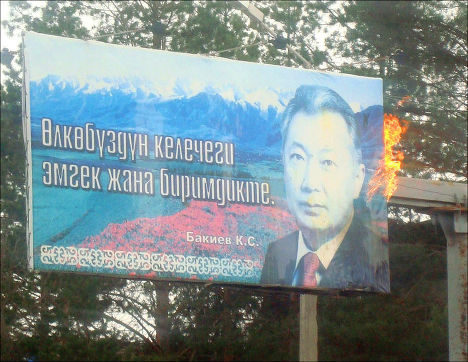 Өлкөбүздүн келечеги
эмгек жана биримдикте.
Бакиев К.С.